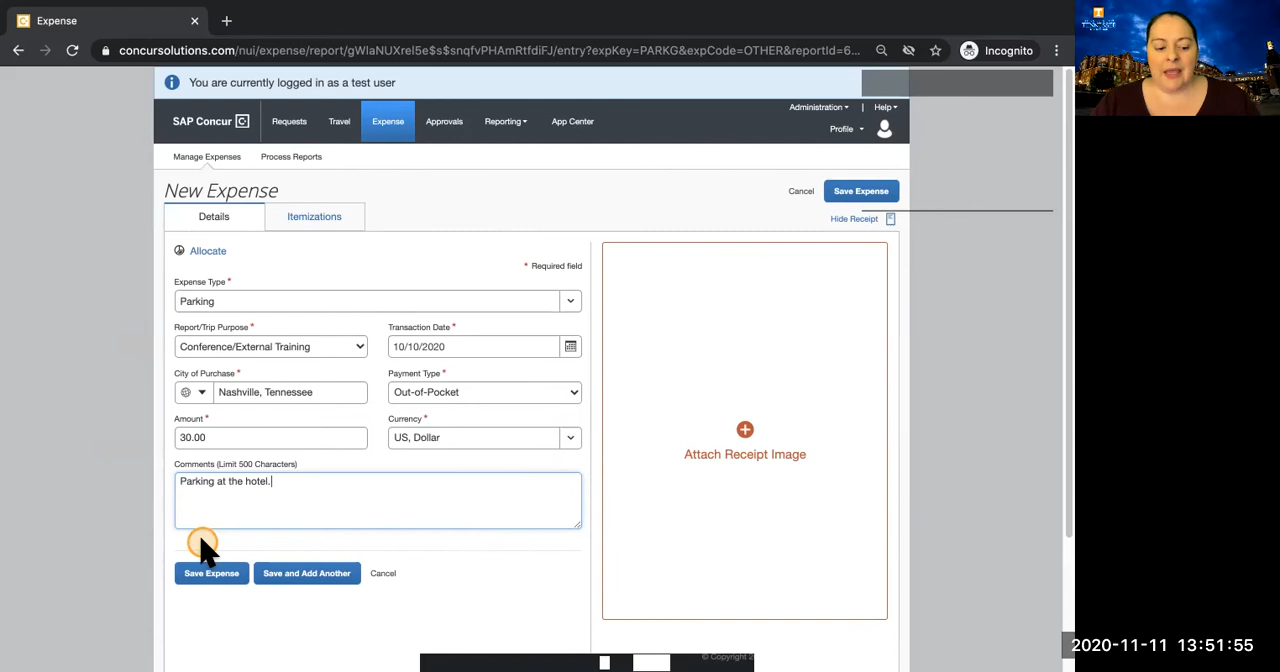 Expense
concursolutions.com/nui/expense/report/gWIaNUXrel5e$s$snqfvPHAmRtfdiFJ/entry?expKey=PARKG&expCode=OTHER&reportId=6...
Incognito
You are currently logged in as a test user
Administration
Help
SAP Concur
Requests
Travel
Expense
Approvals
Reporting
App Center
Profile
Manage Expenses
Process Reports
New Expense
Cancel
Save Expense
Details
Itemizations
Hide Receipt
Allocate
* Required field
Expense Type *
Parking
Report/Trip Purpose *
Transaction Date *
Conference/External Training
10/10/2020
City of Purchase *
Payment Type *
Nashville, Tennessee
Out-of-Pocket
Amount *
Currency *
30.00
US, Dollar
Attach Receipt Image
Comments (Limit 500 Characters)
Parking at the hotel.
Save Expense
Save and Add Another
Cancel
2020-11-11 13:51:55
© Copyright 2